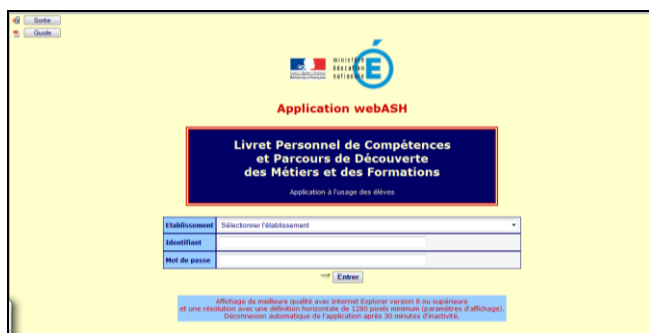 Sortie
Guide
ministère
éducation
nationale
Application webASH
Livret Personnel de Compétences
et Parcours de Découverte
des Métiers et des Formations
Application à l'usage des élèves
Etablissement Sélectionner l'établissement
Identifiant
Mot de passe
Entrer
Affichage de meilleure qualité avec Internet Explorer version 8 ou supérieure
et une résolution avec une définition horizontale de 1280 pixels minimum (paramètres d'affichage).
Déconnexion automatique de l'application après 30 minutes d'inactivité.